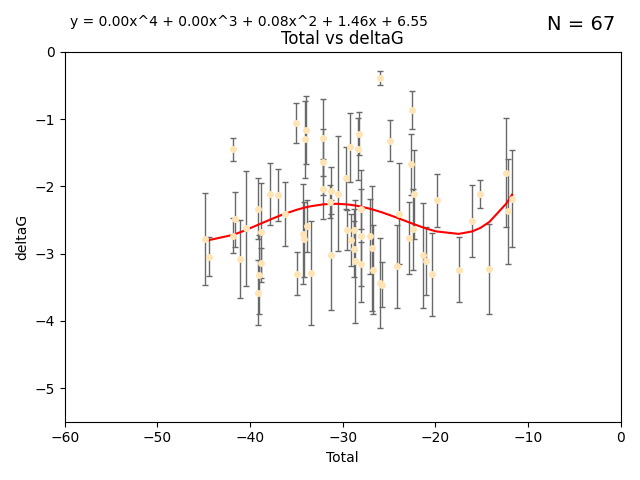 y = 0.00x^4 + 0.00x^3 + 0.08x^2 + 1.46x + 6.55
N = 67
Total vs deltaG
0
−1
−2
−3
−4
−5
deltaG
−60
−50
−40
−30
−20
−10
0
Total